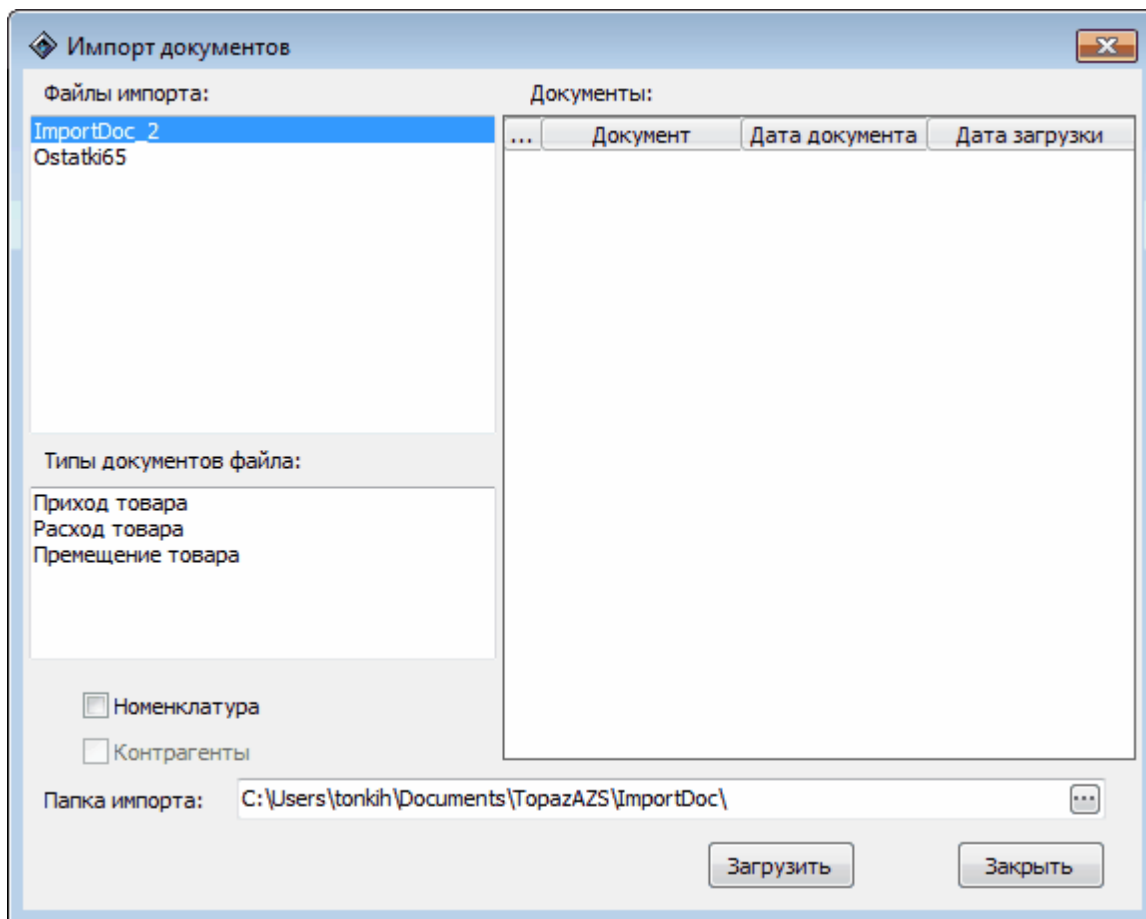 Импорт документов
Файлы импорта:
ImportDoc_2
Ostatki65
Типы документов файла:
Приход товара
Расход товара
Премещение товара
Номенклатура
Контрагенты
Документы:
... Документ Дата документа Дата загрузки
Папка импорта: C:\Users\tonkih\Documents\TopazAZS\ImportDoc\ ...
Загрузить Закрыть